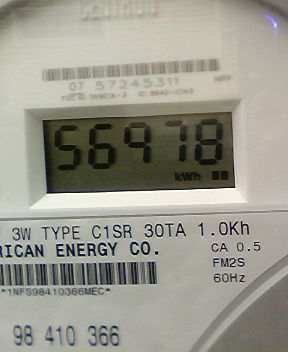 CENTRON
07 57245311
56978
kWh
3W TYPE C1SR 30TA 1.0Kh
RICAN ENERGY CO.
CA 0.5
FM2S
60Hz
*1NFS98410366MEC*
98 410 366